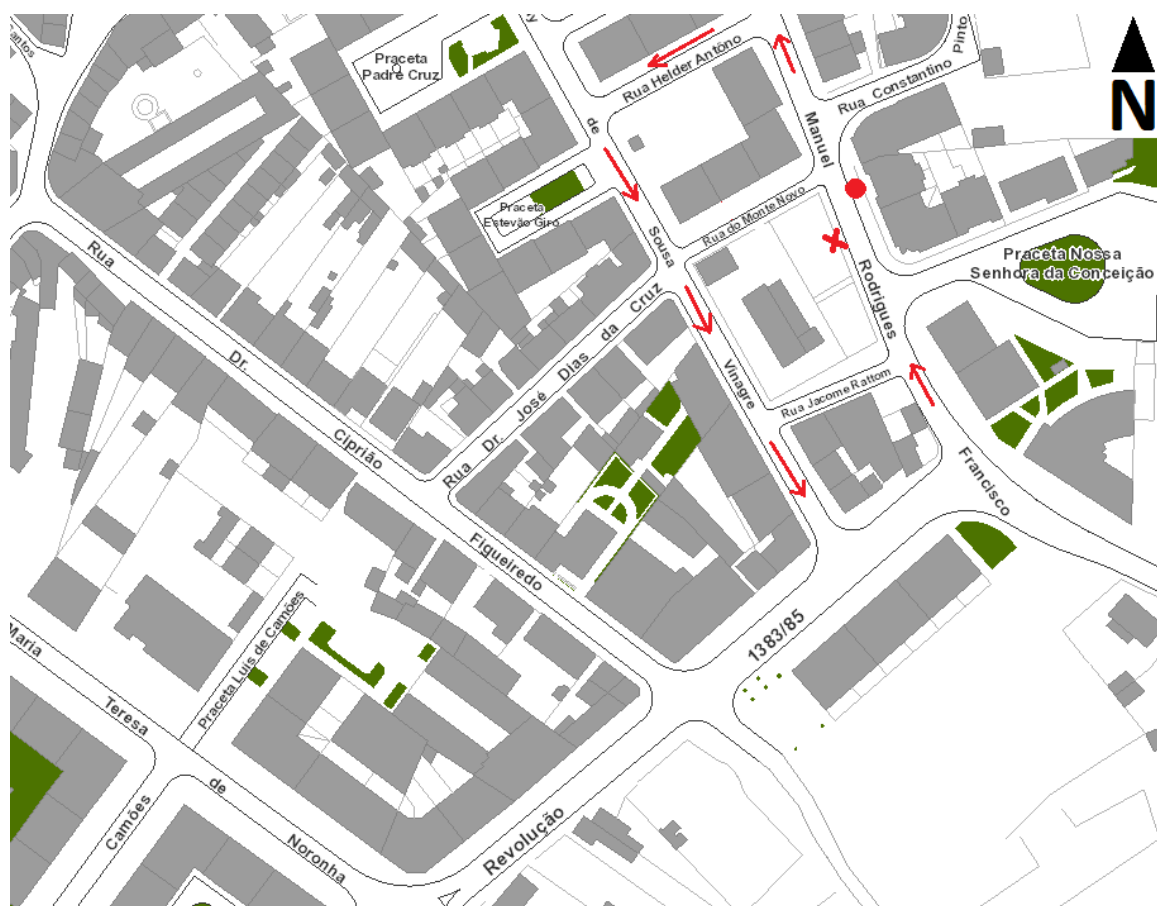 Praceta
Padre Cruz
Rua Helder António
Pinto
Rua Constantino
N
de
Manuel
Praceta
Estevão Giro
Rua do Monte Novo
Sousa
Rua
Praceta Nossa
Senhora da Conceição
Rodrigues
Rua Dr. José Dias da Cruz
Dr.
Vinagre
Rua Jacome Rattom
Ciprião
Francisco
Figueiredo
1383/85
Praceta Luis de Camões
Maria
Teresa
de
Noronha
Camões
Revolução